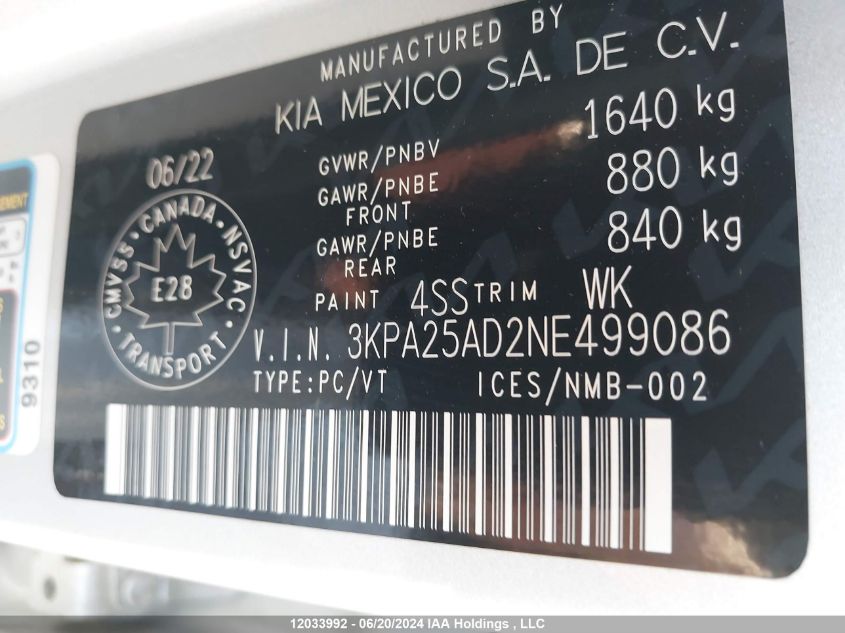 MANUFACTURED BY
KIA MEXICO S.A. DE C.V.
06/22
GVWR/PNBV 1640 kg
GAWR/PNBE 880 kg
FRONT
GAWR/PNBE 840 kg
REAR
PAINT 4SS TRIM WK
V.I.N. 3KPA25AD2NE499086
TYPE:PC/VT ICES/NMB-002
CMVSS · CANADA · NSVAC · TRANSPORT ·
E28
9310
12033992 - 06/20/2024 IAA Holdings , LLC